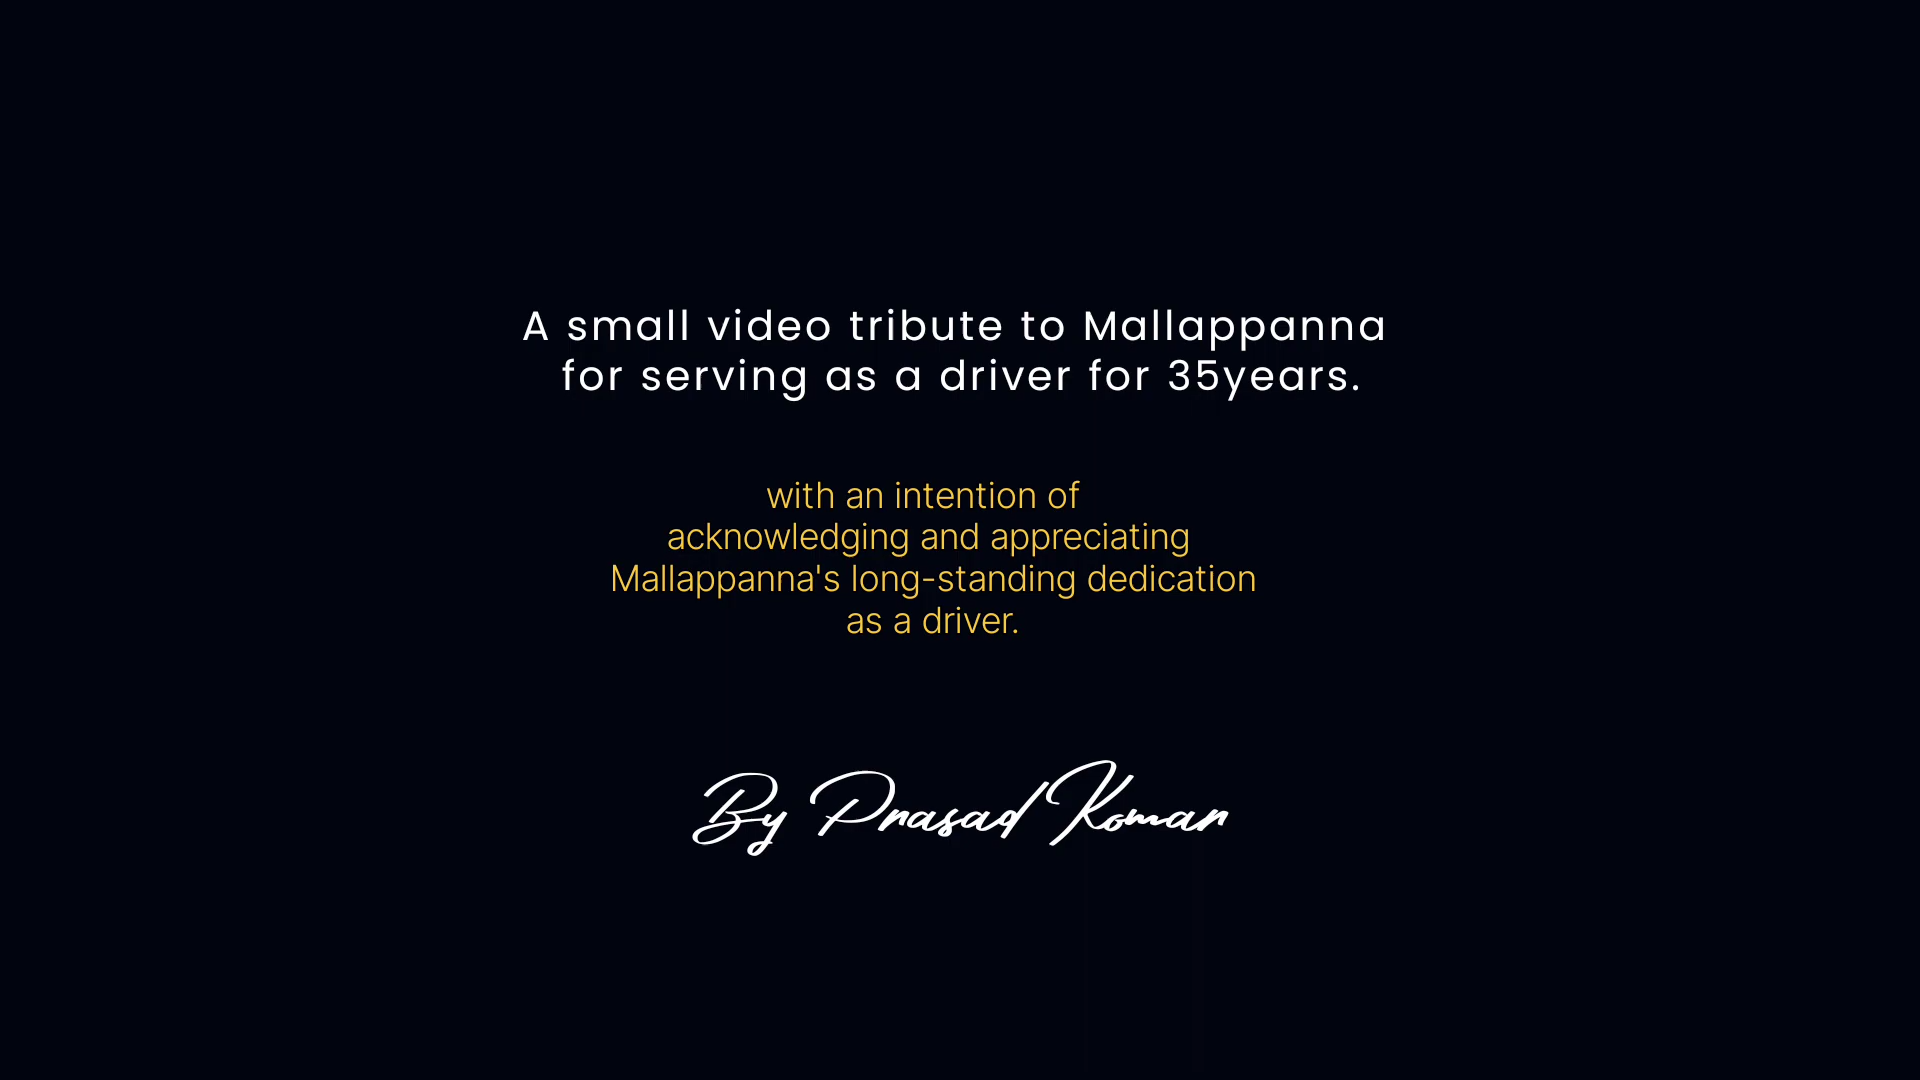 A small video tribute to Mallappanna
for serving as a driver for 35years.
with an intention of
acknowledging and appreciating
Mallappanna's long-standing dedication
as a driver.
By Prasad Koman